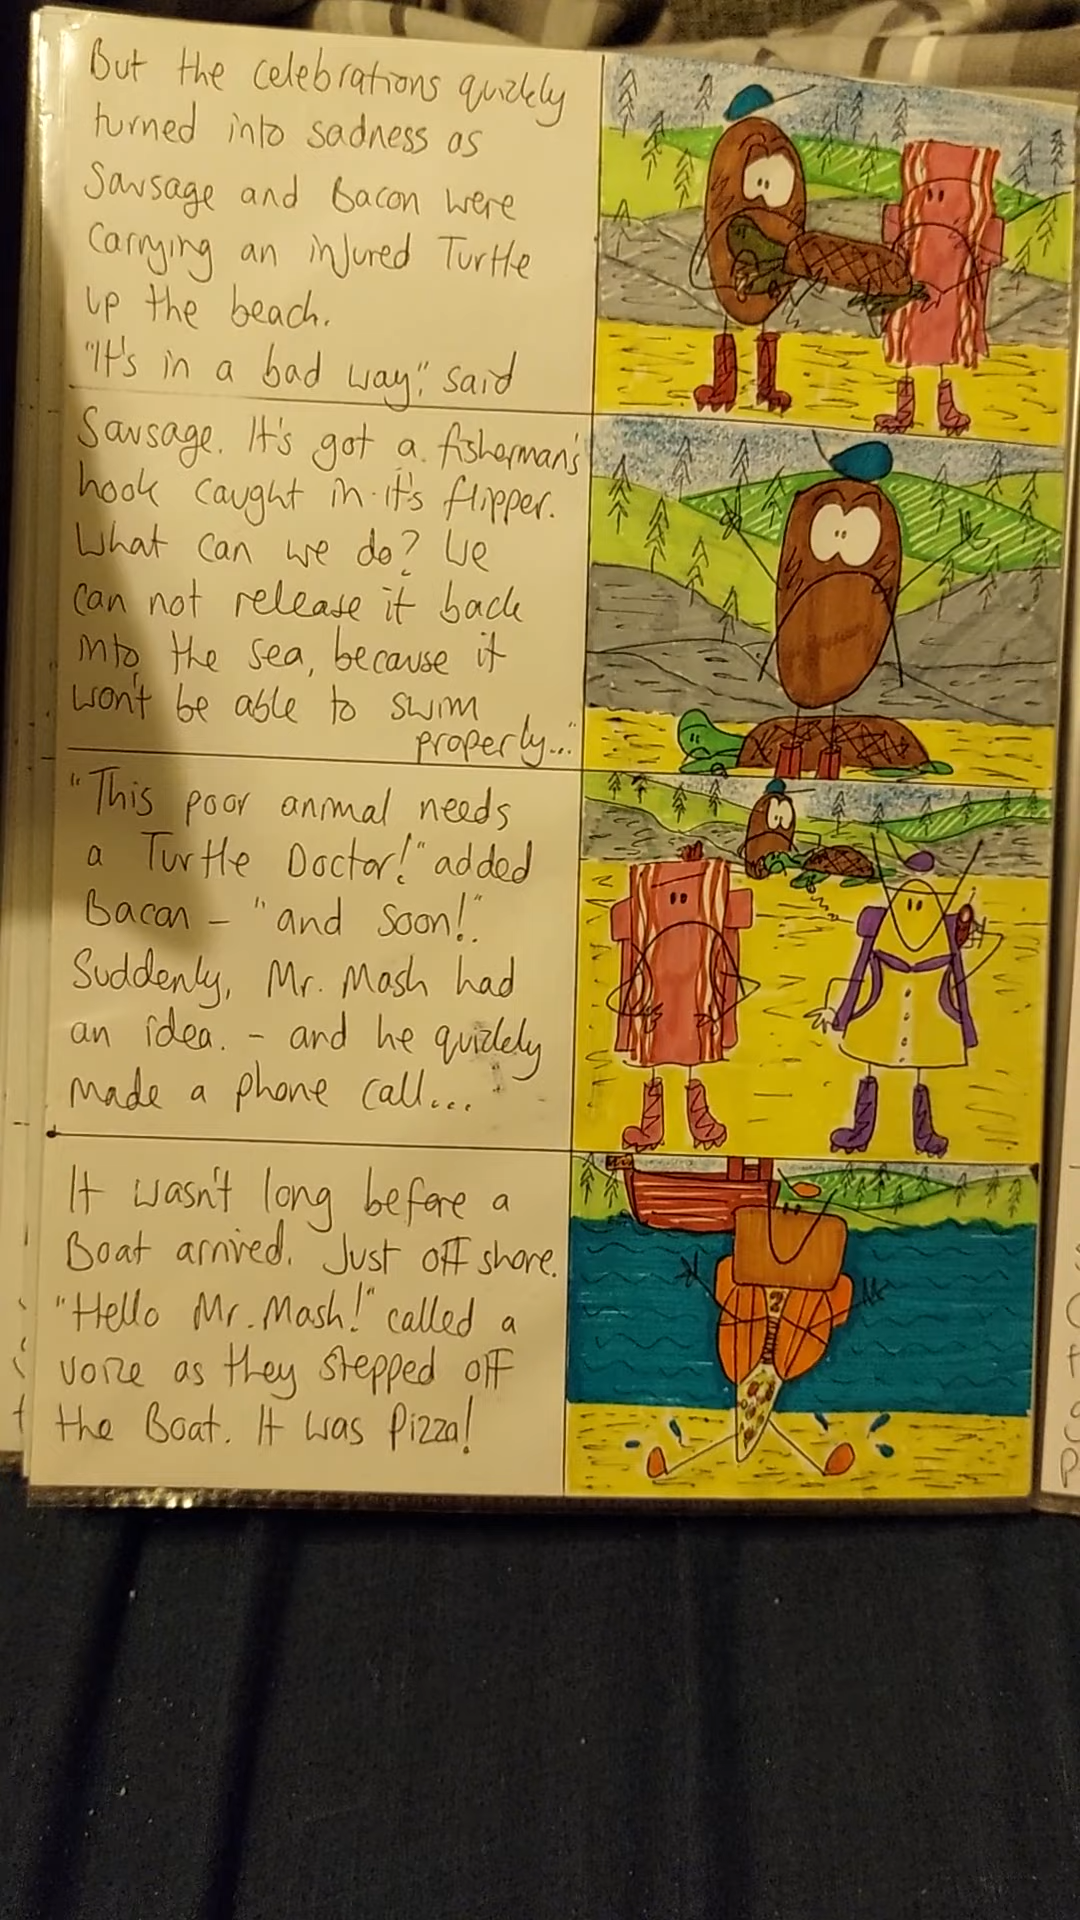 But the celebrations quickly
turned into sadness as
Sausage and Bacon were
carrying an injured Turtle
up the beach.
"It's in a bad way," said
Sausage. It's got a fisherman's
hook caught in it's flipper.
What can we do? We
can not release it back
into the sea, because it
won't be able to swim
properly..."
"This poor animal needs
a Turtle Doctor!" added
Bacon - "and soon!".
Suddenly, Mr. Mash had
an idea. - and he quickly
made a phone call...
It wasn't long before a
Boat arrived. Just off shore.
"Hello Mr. Mash!" called a
voice as they stepped off
the Boat. It was Pizza!